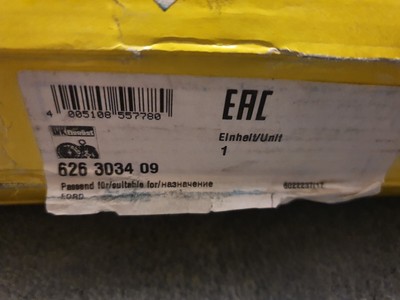 4 005108 557780
EAC
Einheit/Unit
1
626 3034 09
Passend für/suitable for/назначение
FORD